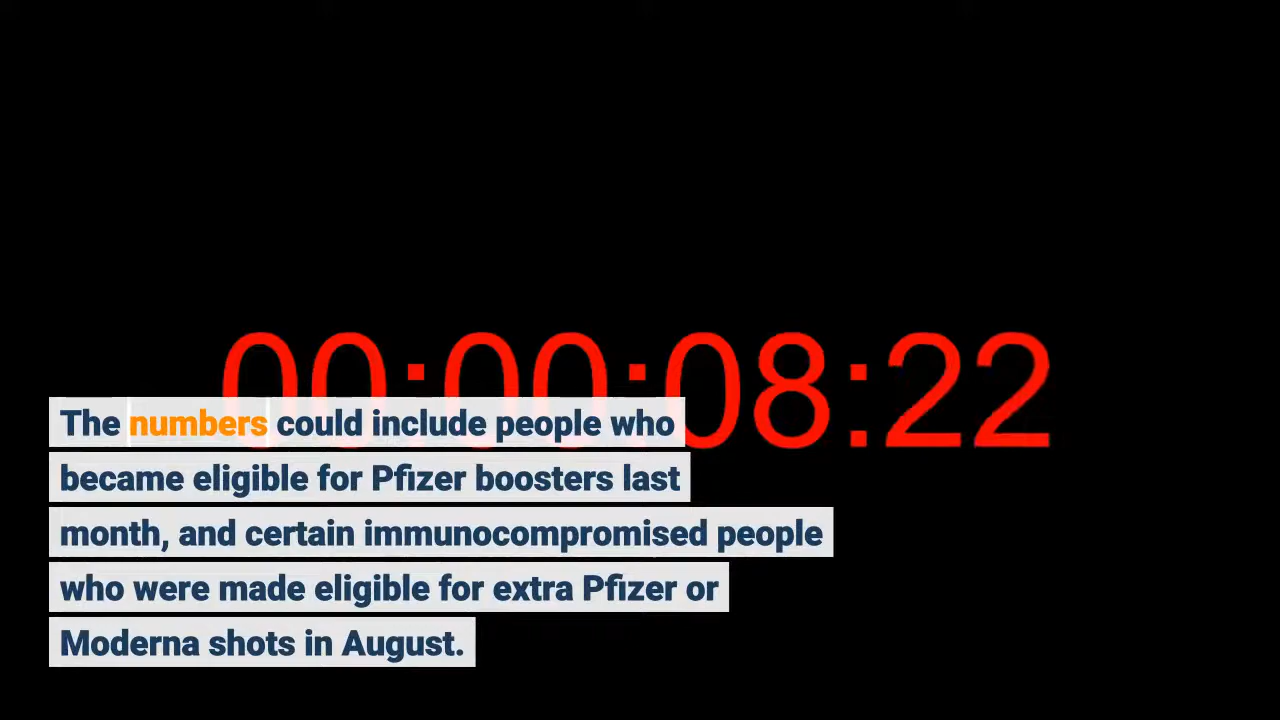 00:00:08:22
The numbers could include people who
became eligible for Pfizer boosters last
month, and certain immunocompromised people
who were made eligible for extra Pfizer or
Moderna shots in August.